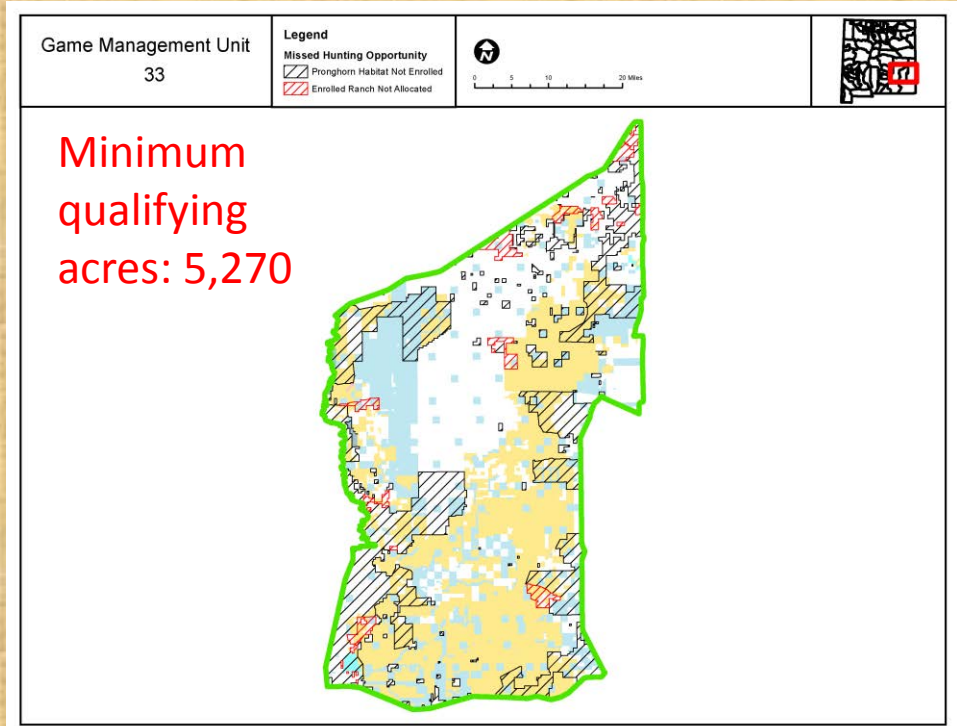 Game Management Unit
33
Legend
Missed Hunting Opportunity
Pronghorn Habitat Not Enrolled
Enrolled Ranch Not Allocated
N
0 5 10 20 Miles
Minimum
qualifying
acres: 5,270